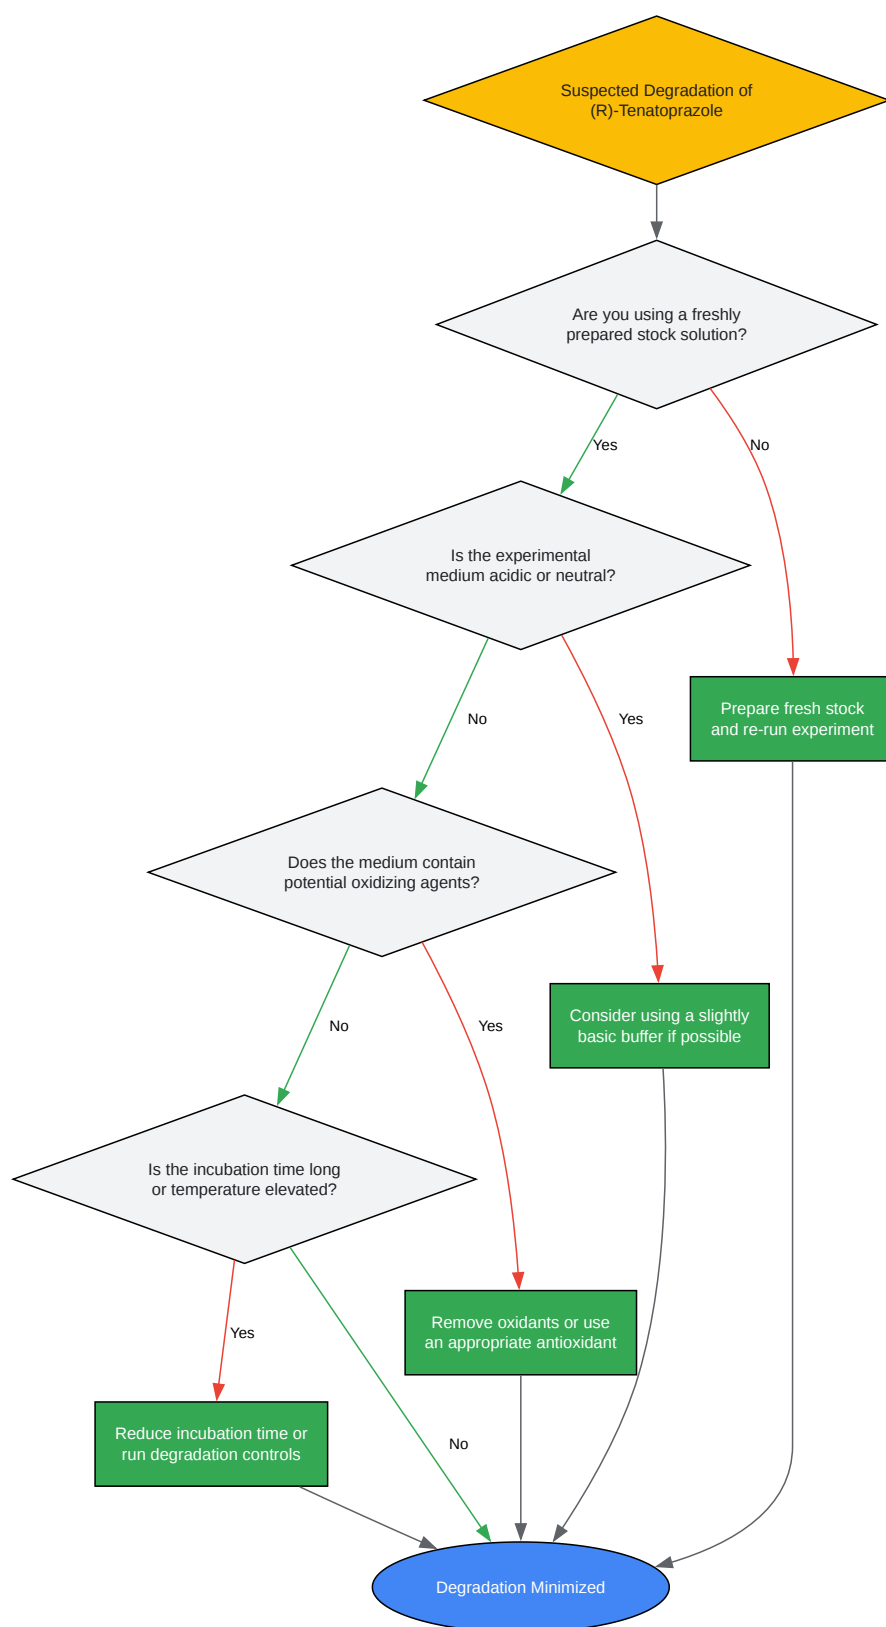 Suspected Degradation of
(R)-Tenatoprazole
Are you using a freshly
prepared stock solution?
Yes
No
Is the experimental
medium acidic or neutral?
No
Yes
Prepare fresh stock
and re-run experiment
Does the medium contain
potential oxidizing agents?
No
Yes
Consider using a slightly
basic buffer if possible
Is the incubation time long
or temperature elevated?
Yes
No
Remove oxidants or use
an appropriate antioxidant
Reduce incubation time or
run degradation controls
Degradation Minimized